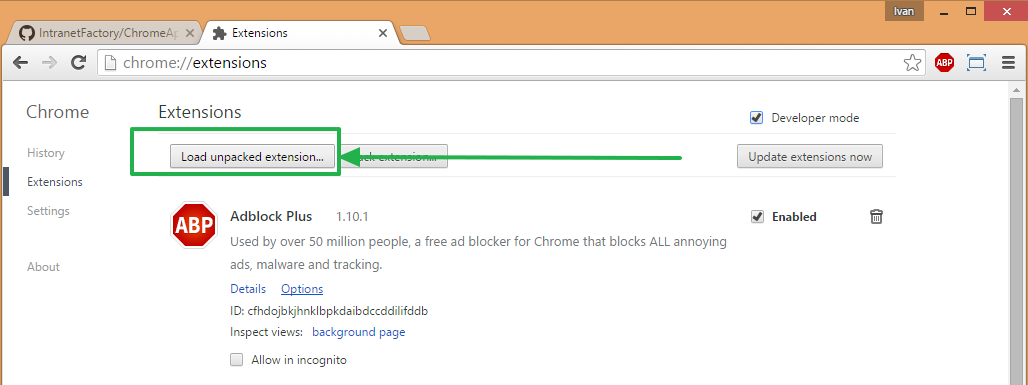 Ivan
IntranetFactory/ChromeAp
Extensions
chrome://extensions
ABP
Chrome
Extensions
Developer mode
History
Load unpacked extension...
extension...
Update extensions now
Extensions
Settings
About
ABP
Adblock Plus 1.10.1
Enabled
Used by over 50 million people, a free ad blocker for Chrome that blocks ALL annoying
ads, malware and tracking.
Details Options
ID: cfhdojbkjhnklbpkdaibdccddilifddb
Inspect views: background page
Allow in incognito